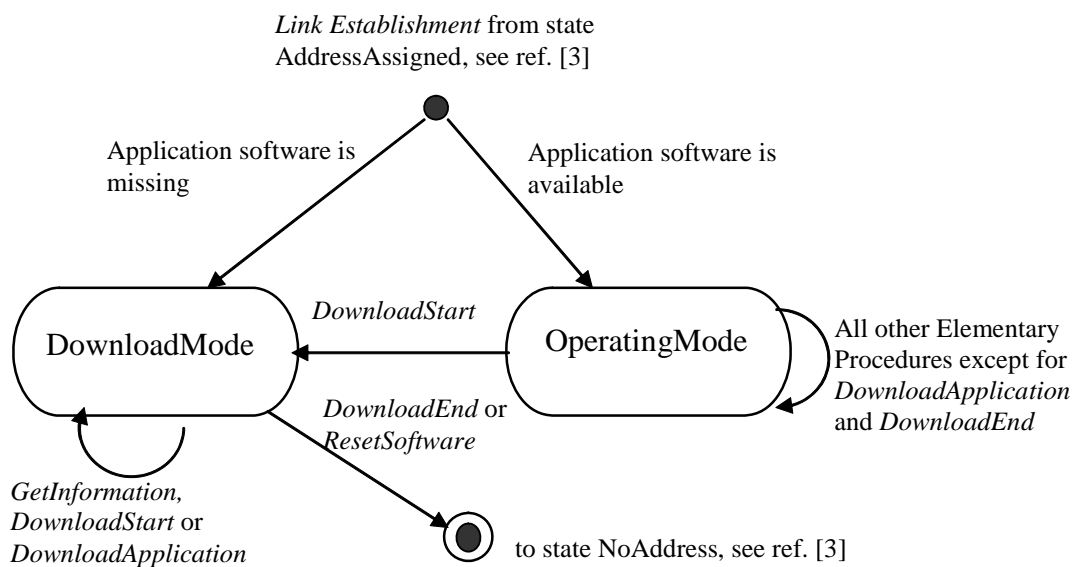 Link Establishment from state
AddressAssigned, see ref. [3]
Application software is
missing
Application software is
available
DownloadStart
DownloadMode
OperatingMode
All other Elementary
Procedures except for
DownloadApplication
and DownloadEnd
DownloadEnd or
ResetSoftware
GetInformation,
DownloadStart or
DownloadApplication
to state NoAddress, see ref. [3]